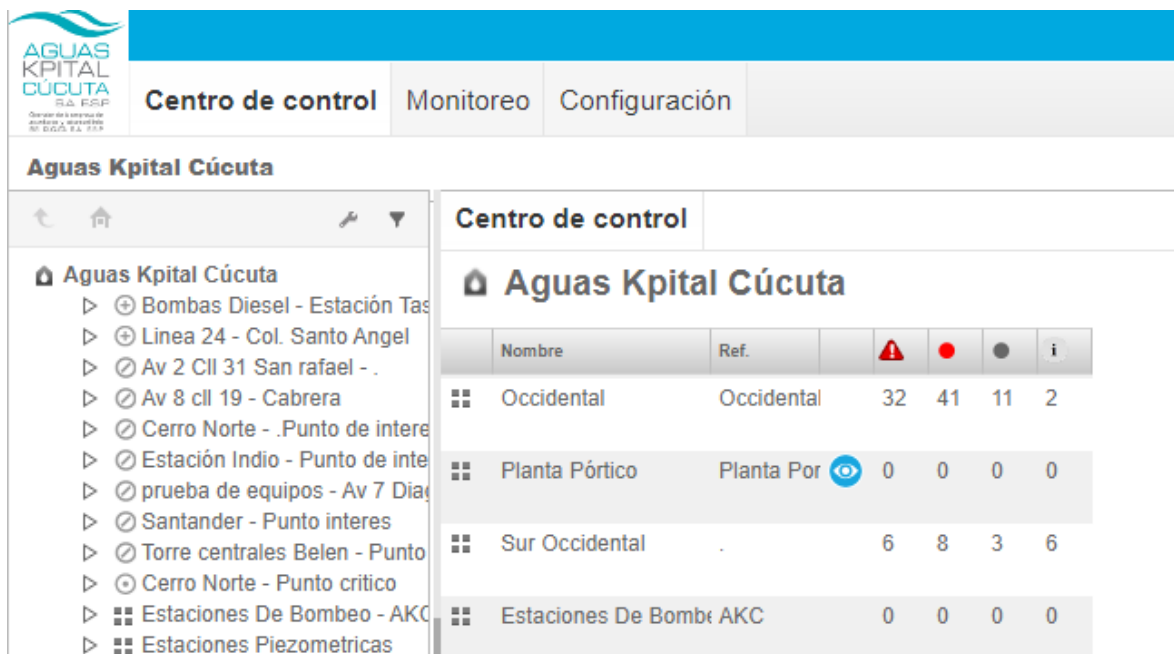 AGUAS
KPITAL
CÚCUTA
S.A. E.S.P.
Centro de control Monitoreo Configuración
Aguas Kpital Cúcuta
Aguas Kpital Cúcuta
Bombas Diesel - Estación Tas
Linea 24 - Col. Santo Angel
Av 2 Cll 31 San rafael - .
Av 8 cll 19 - Cabrera
Cerro Norte - .Punto de intere
Estación Indio - Punto de inte
prueba de equipos - Av 7 Diag
Santander - Punto interes
Torre centrales Belen - Punto
Cerro Norte - Punto critico
Estaciones De Bombeo - AKC
Estaciones Piezometricas
Centro de control
Aguas Kpital Cúcuta
Nombre Ref. i
Occidental Occidental 32 41 11 2
Planta Pórtico Planta Por 0 0 0 0
Sur Occidental . 6 8 3 6
Estaciones De Bombe AKC 0 0 0 0